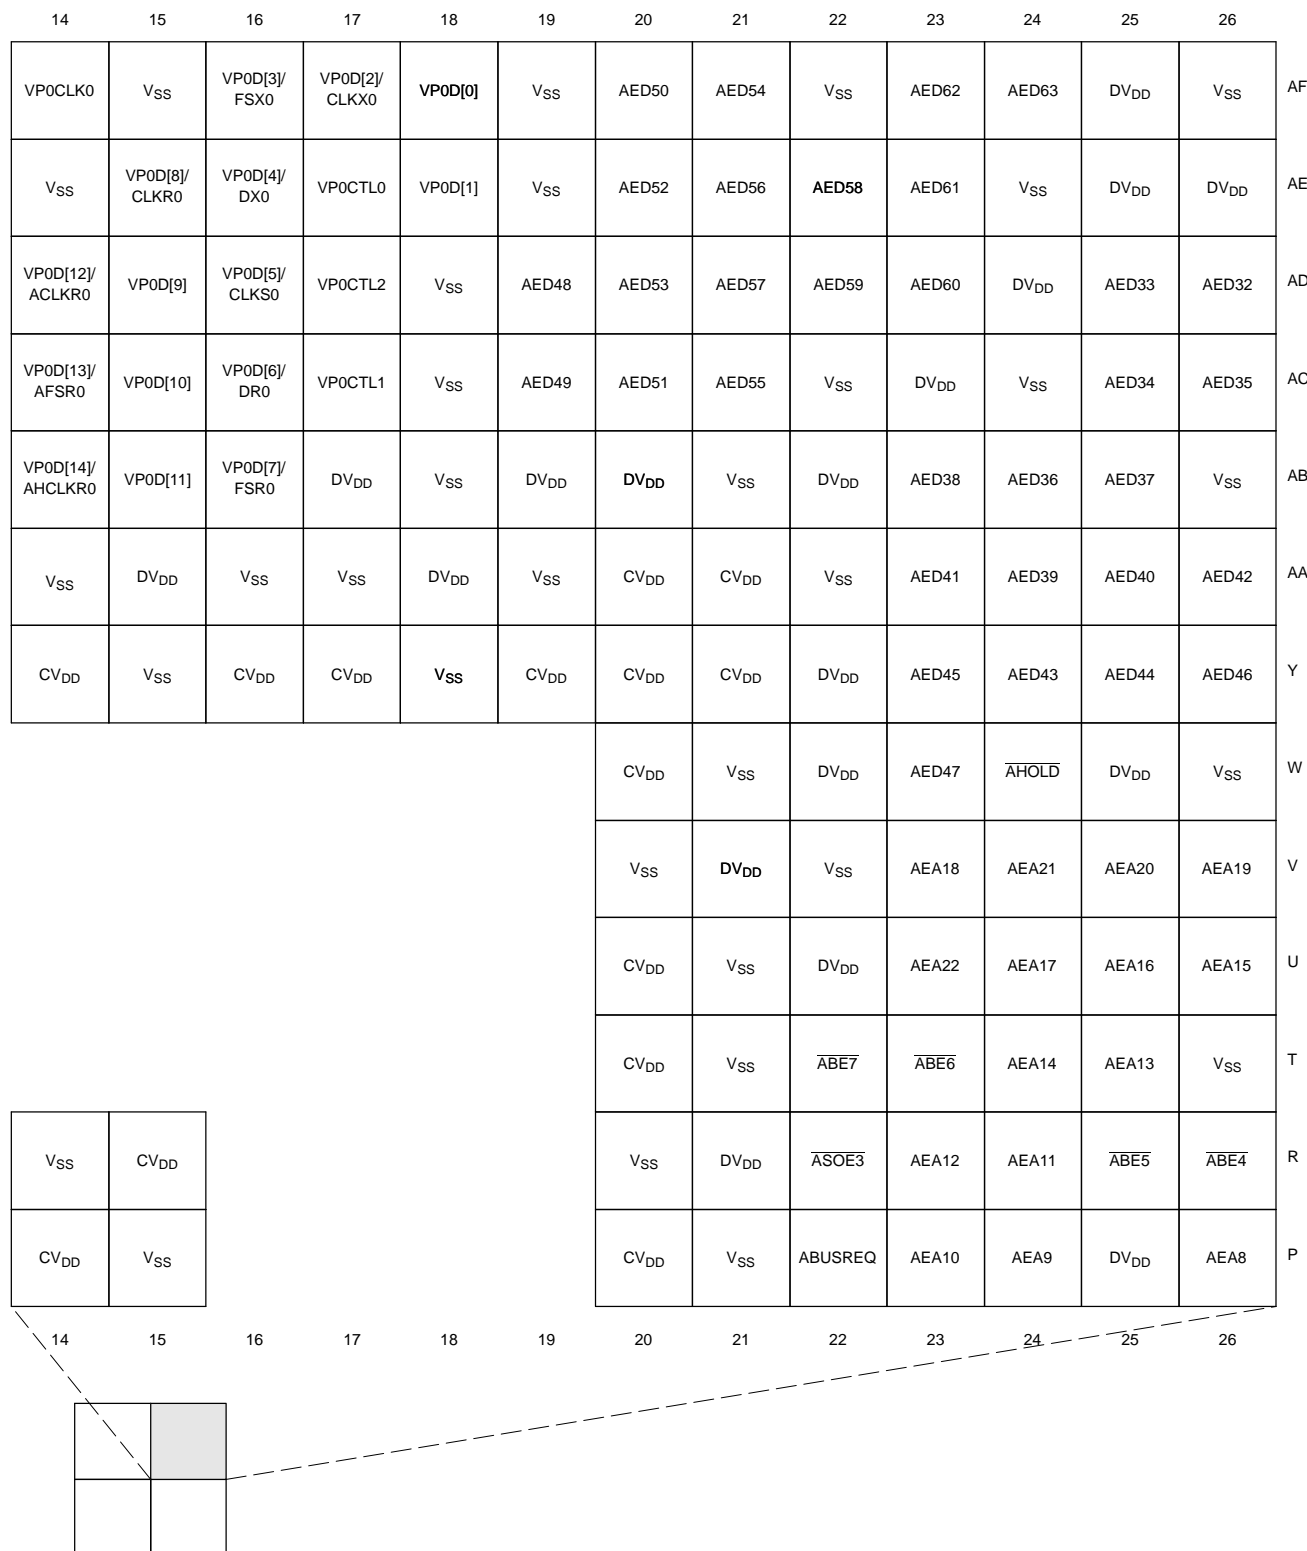 14 15 16 17 18 19 20 21 22 23 24 25 26
VP0CLK0 VSS VP0D[3]/ FSX0 VP0D[2]/ CLKX0 VP0D[0] VSS AED50 AED54 VSS AED62 AED63 DVDD VSS AF
VSS VP0D[8]/ CLKR0 VP0D[4]/ DX0 VP0CTL0 VP0D[1] VSS AED52 AED56 AED58 AED61 VSS DVDD DVDD AE
VP0D[12]/ ACLKR0 VP0D[9] VP0D[5]/ CLKS0 VP0CTL2 VSS AED48 AED53 AED57 AED59 AED60 DVDD AED33 AED32 AD
VP0D[13]/ AFSR0 VP0D[10] VP0D[6]/ DR0 VP0CTL1 VSS AED49 AED51 AED55 VSS DVDD VSS AED34 AED35 AC
VP0D[14]/ AHCLKR0 VP0D[11] VP0D[7]/ FSR0 DVDD VSS DVDD DVDD VSS DVDD AED38 AED36 AED37 VSS AB
VSS DVDD VSS VSS DVDD VSS CVDD CVDD VSS AED41 AED39 AED40 AED42 AA
CVDD VSS CVDD CVDD VSS CVDD CVDD CVDD DVDD AED45 AED43 AED44 AED46 Y
CVDD VSS DVDD AED47 AHOLD DVDD VSS W
VSS DVDD VSS AEA18 AEA21 AEA20 AEA19 V
CVDD VSS DVDD AEA22 AEA17 AEA16 AEA15 U
CVDD VSS ABE7 ABE6 AEA14 AEA13 VSS T
VSS CVDD VSS DVDD ASOE3 AEA12 AEA11 ABE5 ABE4 R
CVDD VSS CVDD VSS ABUSREQ AEA10 AEA9 DVDD AEA8 P
14 15 16 17 18 19 20 21 22 23 24 25 26